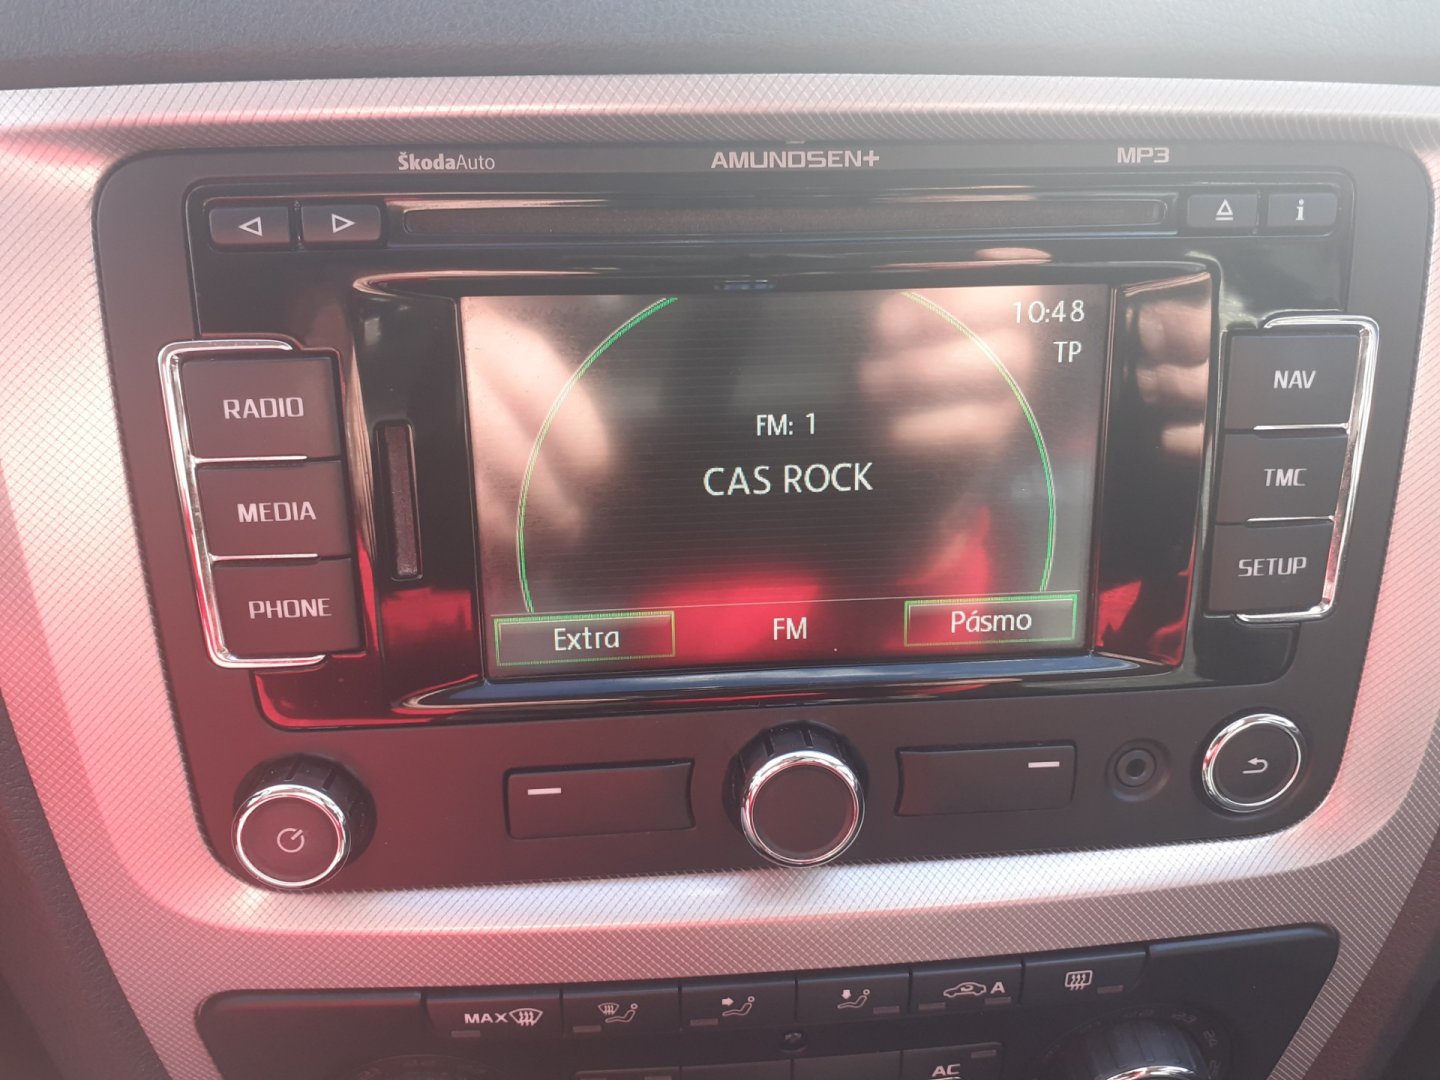 ŠkodaAuto
AMUNDSEN+
MP3
i
10:48
TP
RADIO
NAV
FM: 1
CAS ROCK
TMC
MEDIA
SETUP
PHONE
Extra
FM
Pásmo
MAX
A
AC